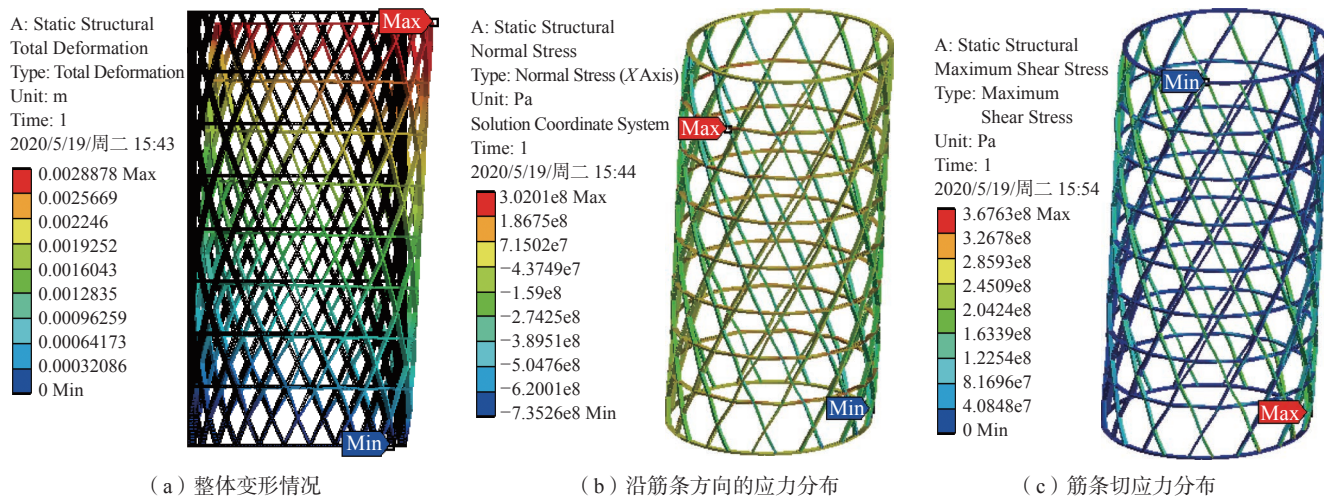 A: Static Structural
Total Deformation
Type: Total Deformation
Unit: m
Time: 1
2020/5/19/周二 15:43
0.0028878 Max
0.0025669
0.002246
0.0019252
0.0016043
0.0012835
0.00096259
0.00064173
0.00032086
0 Min
Max
Min
(a)整体变形情况
A: Static Structural
Normal Stress
Type: Normal Stress (X Axis)
Unit: Pa
Solution Coordinate System
Time: 1
2020/5/19/周二 15:44
3.0201e8 Max
1.8675e8
7.1502e7
−4.3749e7
−1.59e8
−2.7425e8
−3.8951e8
−5.0476e8
−6.2001e8
−7.3526e8 Min
Max
Min
(b)沿筋条方向的应力分布
A: Static Structural
Maximum Shear Stress
Type: Maximum
Shear Stress
Unit: Pa
Time: 1
2020/5/19/周二 15:54
3.6763e8 Max
3.2678e8
2.8593e8
2.4509e8
2.0424e8
1.6339e8
1.2254e8
8.1696e7
4.0848e7
0 Min
Min
Max
(c)筋条切应力分布